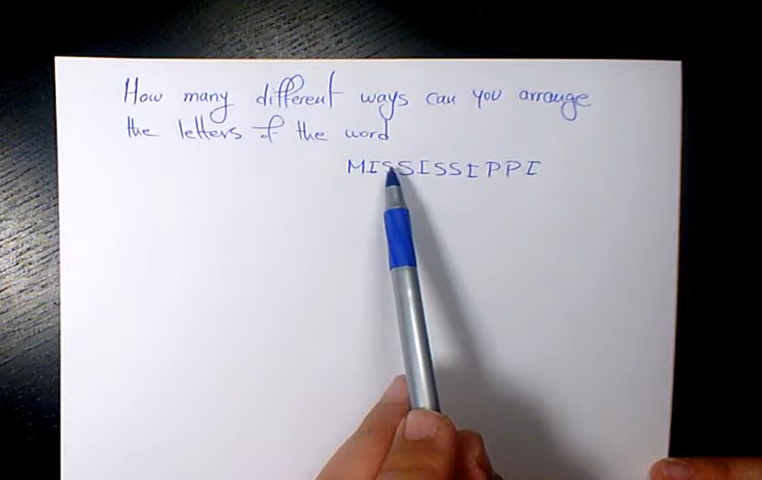 How many different ways can you arrange
the letters of the word
MISSISSIPPI